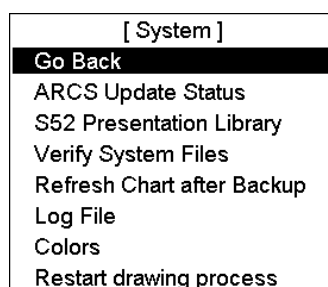 [ System ]
Go Back
ARCS Update Status
S52 Presentation Library
Verify System Files
Refresh Chart after Backup
Log File
Colors
Restart drawing process